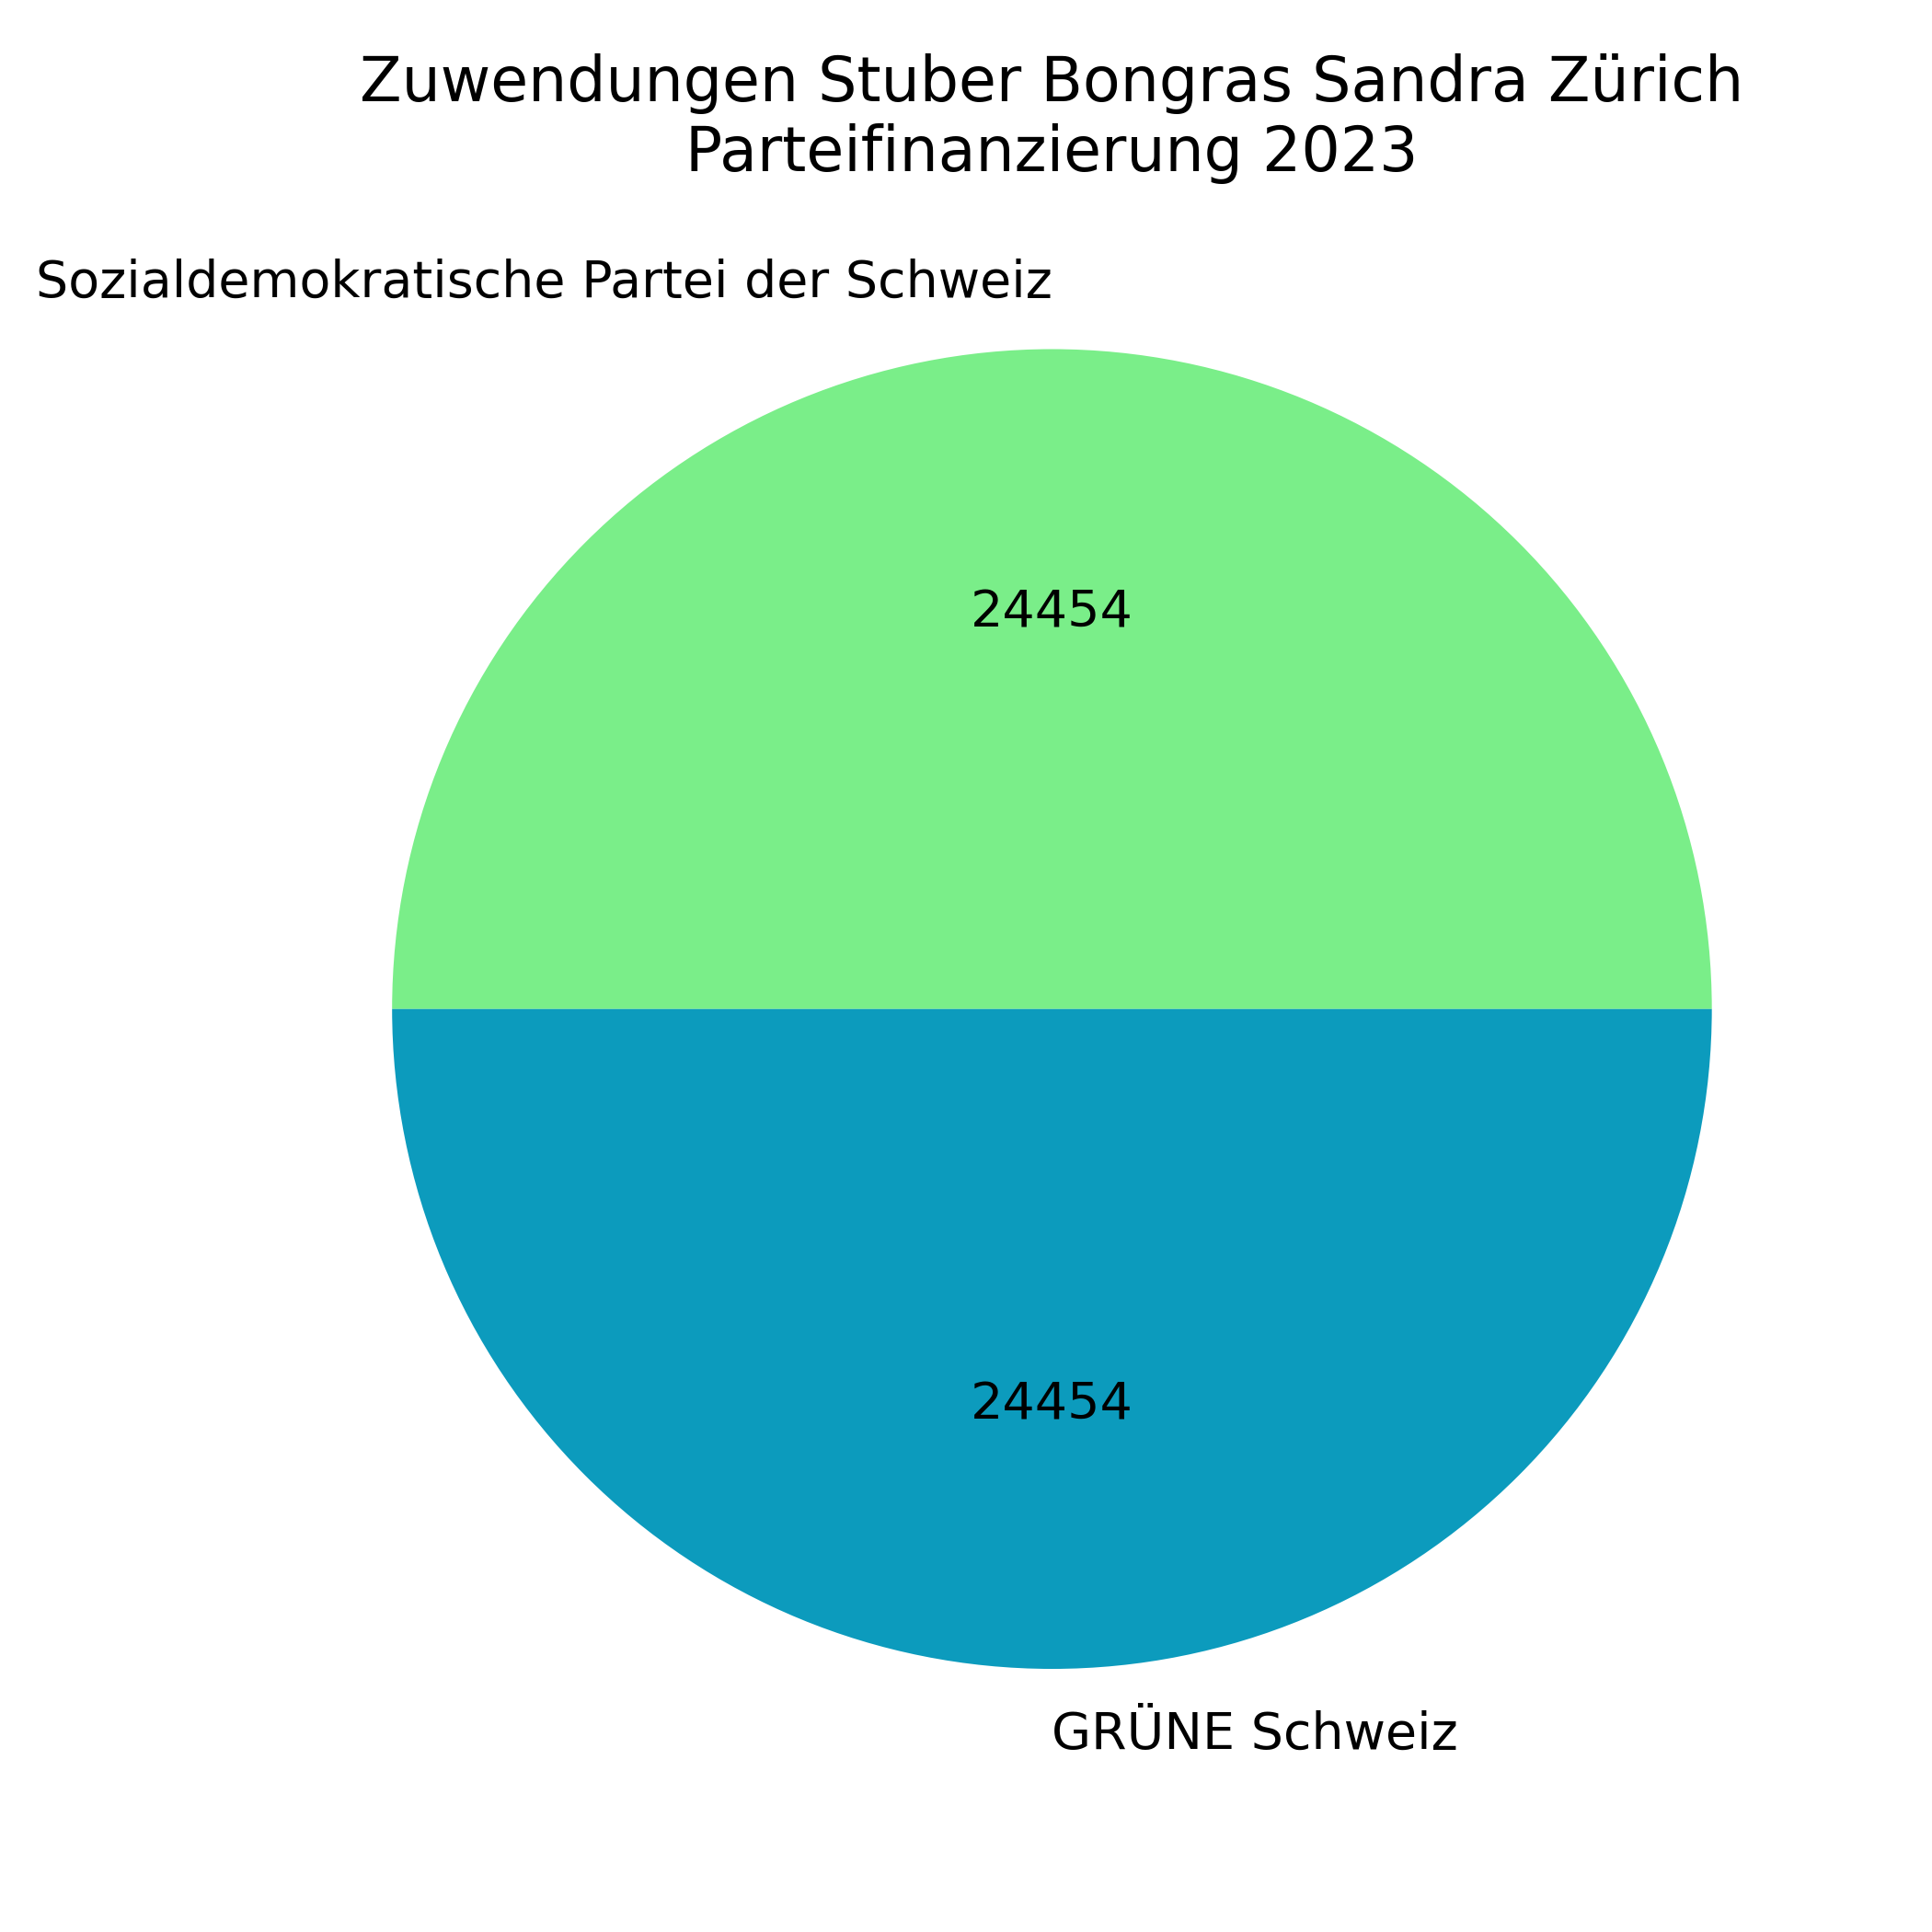 Zuwendungen Stuber Bongras Sandra Zürich
Parteifinanzierung 2023
Sozialdemokratische Partei der Schweiz
24454
24454
GRÜNE Schweiz